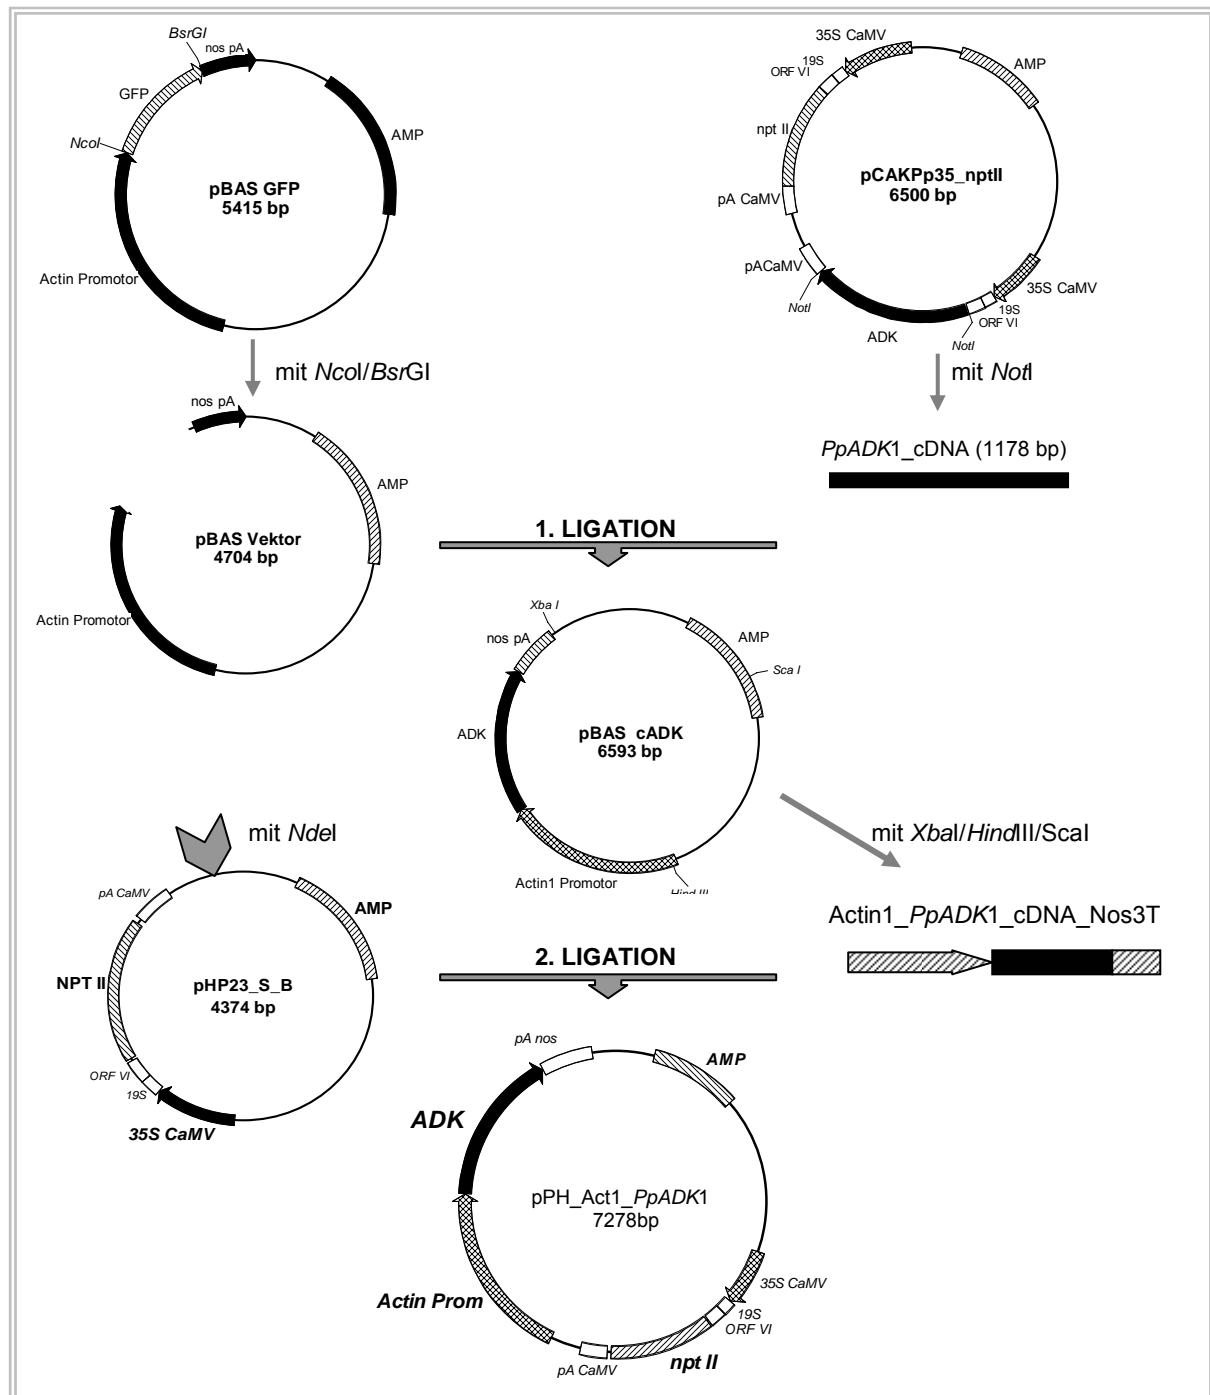 BsrGI
nos pA
GFP
NcoI
AMP
pBAS GFP
5415 bp
Actin Promotor
35S CaMV
19S
ORF VI
AMP
npt II
pCAKPp35_nptII
6500 bp
pA CaMV
pACaMV
NotI
35S CaMV
19S
ORF VI
NotI
ADK
mit NcoI/BsrGI
mit NotI
nos pA
AMP
PpADK1_cDNA (1178 bp)
pBAS Vektor
4704 bp
1. LIGATION
Actin Promotor
Xba I
nos pA
AMP
Sca I
ADK
pBAS_cADK
6593 bp
Actin1 Promotor
Hind III
mit NdeI
mit XbaI/HindIII/ScaI
pA CaMV
AMP
Actin1_PpADK1_cDNA_Nos3T
NPT II
pHP23_S_B
4374 bp
2. LIGATION
ORF VI
19S
35S CaMV
pA nos
AMP
ADK
pPH_Act1_PpADK1
7278bp
35S CaMV
Actin Prom
19S
ORF VI
pA CaMV
npt II